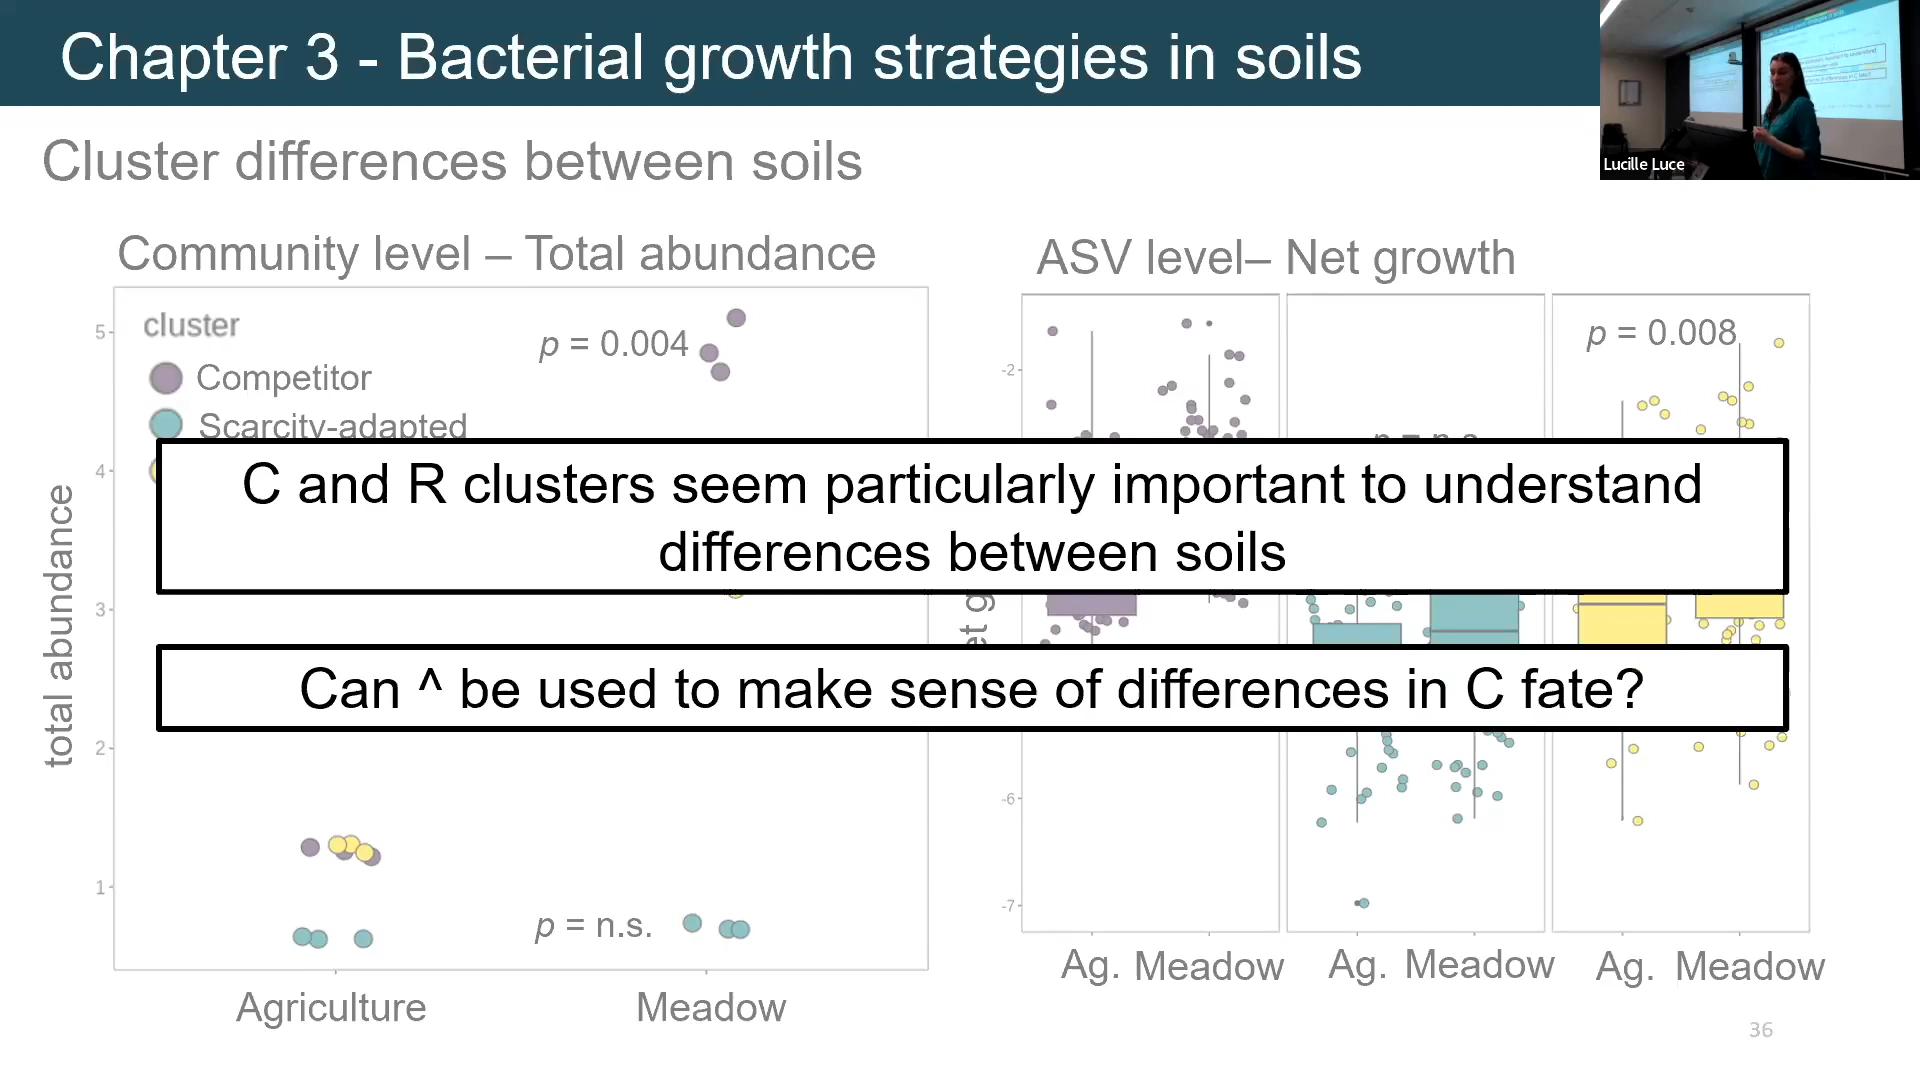 Chapter 3 - Bacterial growth strategies in soils
Lucille Luce
Cluster differences between soils
Community level – Total abundance
ASV level– Net growth
cluster
Competitor
Scarcity-adapted
p = 0.004
p = n.s.
p = 0.008
C and R clusters seem particularly important to understand
differences between soils
Can ^ be used to make sense of differences in C fate?
total abundance
5
4
3
2
1
-2
-6
-7
p = n.s.
Agriculture
Meadow
Ag.
Meadow
Ag.
Meadow
Ag.
Meadow
36